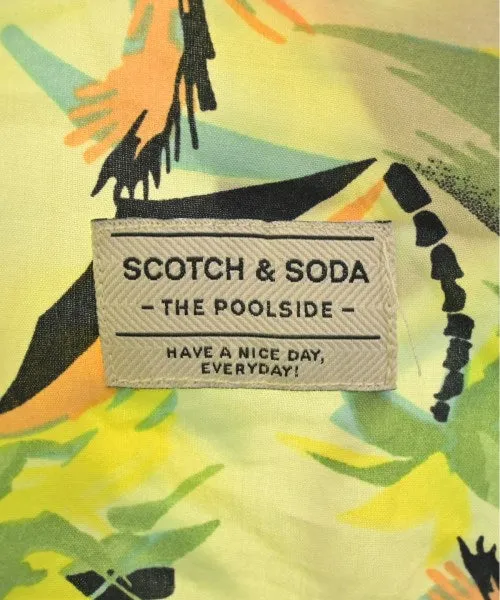 SCOTCH & SODA
– THE POOLSIDE –
HAVE A NICE DAY,
EVERYDAY!